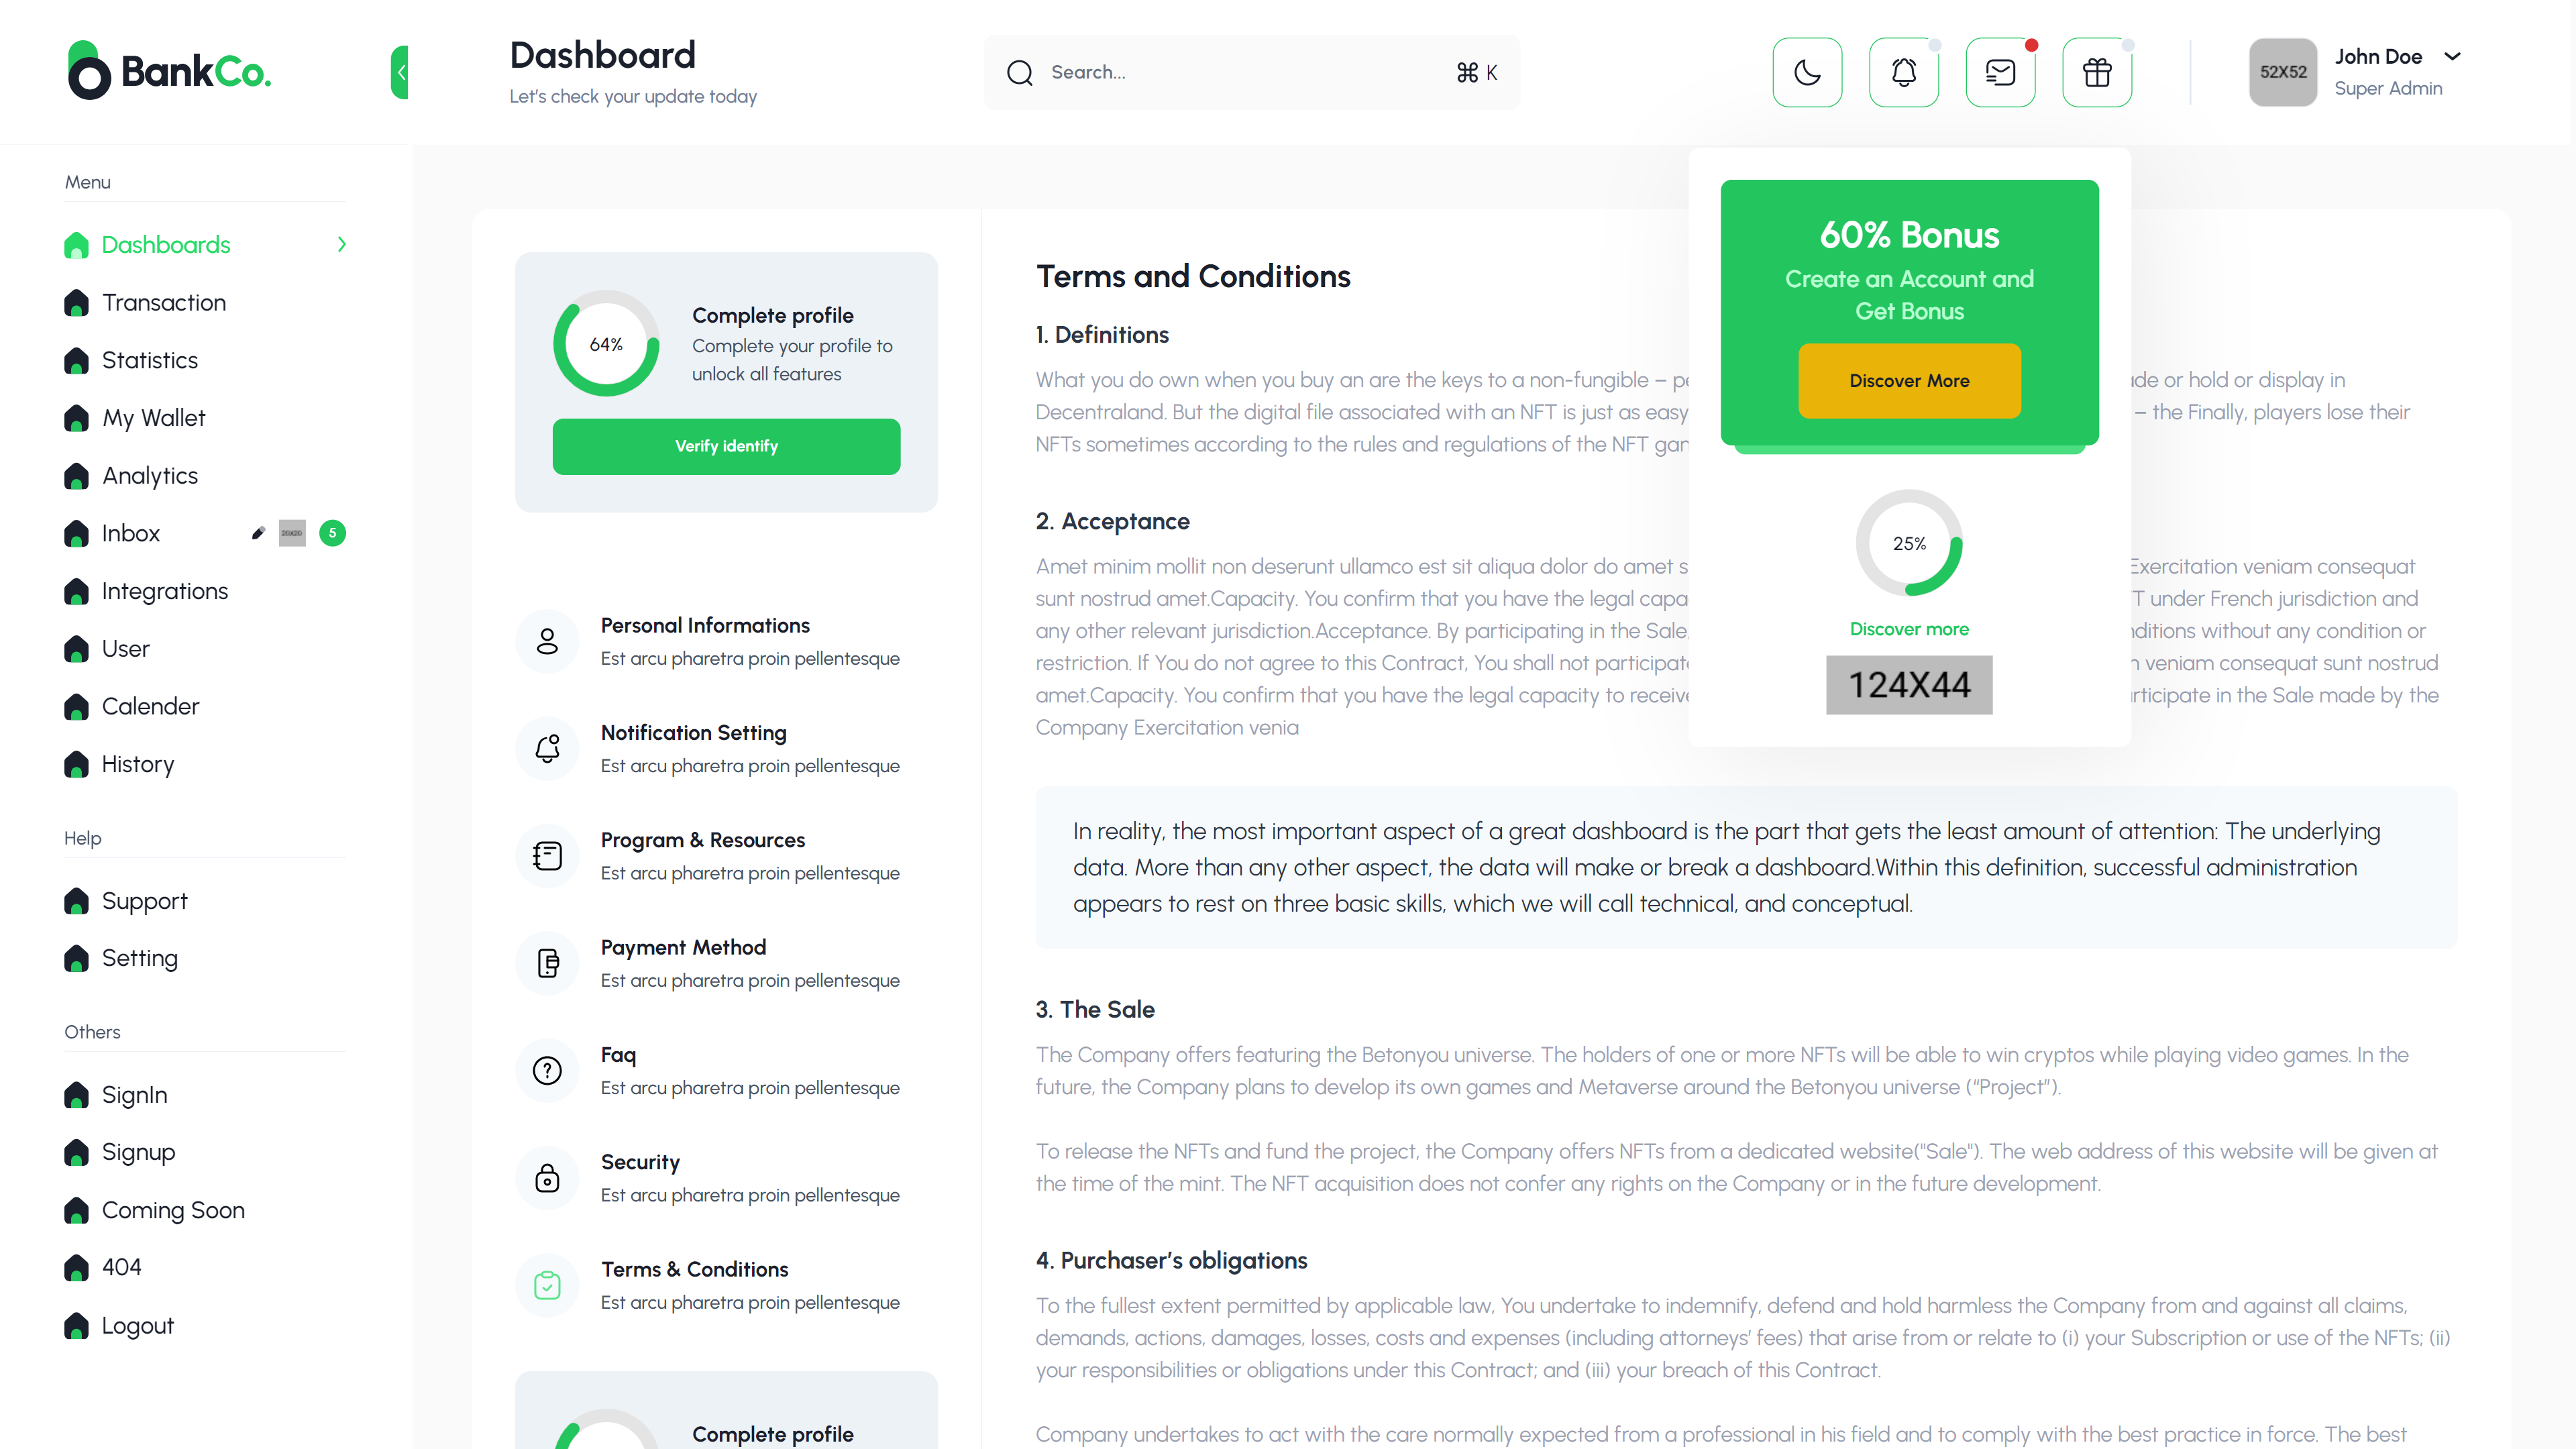 BankCo.
Dashboard
Let's check your update today
Search...
⌘ K
52X52
John Doe
Super Admin
Menu
Dashboards
Transaction
Statistics
My Wallet
Analytics
Inbox
5
Integrations
User
Calender
History
Help
Support
Setting
Others
SignIn
Signup
Coming Soon
404
Logout
64%
Complete profile
Complete your profile to
unlock all features
Verify identify
Personal Informations
Est arcu pharetra proin pellentesque
Notification Setting
Est arcu pharetra proin pellentesque
Program & Resources
Est arcu pharetra proin pellentesque
Payment Method
Est arcu pharetra proin pellentesque
Faq
Est arcu pharetra proin pellentesque
Security
Est arcu pharetra proin pellentesque
Terms & Conditions
Est arcu pharetra proin pellentesque
Complete profile
60% Bonus
Create an Account and
Get Bonus
Discover More
25%
Discover more
124X44
Terms and Conditions
1. Definitions
What you do own when you buy an are the keys to a non-fungible – or hold or display in
Decentraland. But the digital file associated with an NFT is just as easy – the Finally, players lose their
NFTs sometimes according to the rules and regulations of the NFT
2. Acceptance
Amet minim mollit non deserunt ullamco est sit aliqua dolor do amet Exercitation veniam consequat
sunt nostrud amet.Capacity. You confirm that you have the legal under French jurisdiction and
any other relevant jurisdiction.Acceptance. By participating in the Sale, without any condition or
restriction. If You do not agree to this Contract, You shall not veniam consequat sunt nostrud
amet.Capacity. You confirm that you have the legal capacity to in the Sale made by the
Company Exercitation venia
In reality, the most important aspect of a great dashboard is the part that gets the least amount of attention: The underlying
data. More than any other aspect, the data will make or break a dashboard.Within this definition, successful administration
appears to rest on three basic skills, which we will call technical, and conceptual.
3. The Sale
The Company offers featuring the Betonyou universe. The holders of one or more NFTs will be able to win cryptos while playing video games. In the
future, the Company plans to develop its own games and Metaverse around the Betonyou universe ("Project").
To release the NFTs and fund the project, the Company offers NFTs from a dedicated website("Sale"). The web address of this website will be given at
the time of the mint. The NFT acquisition does not confer any rights on the Company or in the future development.
4. Purchaser's obligations
To the fullest extent permitted by applicable law, You undertake to indemnify, defend and hold harmless the Company from and against all claims,
demands, actions, damages, losses, costs and expenses (including attorneys' fees) that arise from or relate to (i) your Subscription or use of the NFTs; (ii)
your responsibilities or obligations under this Contract; and (iii) your breach of this Contract.
Company undertakes to act with the care normally expected from a professional in his field and to comply with the best practice in force. The best